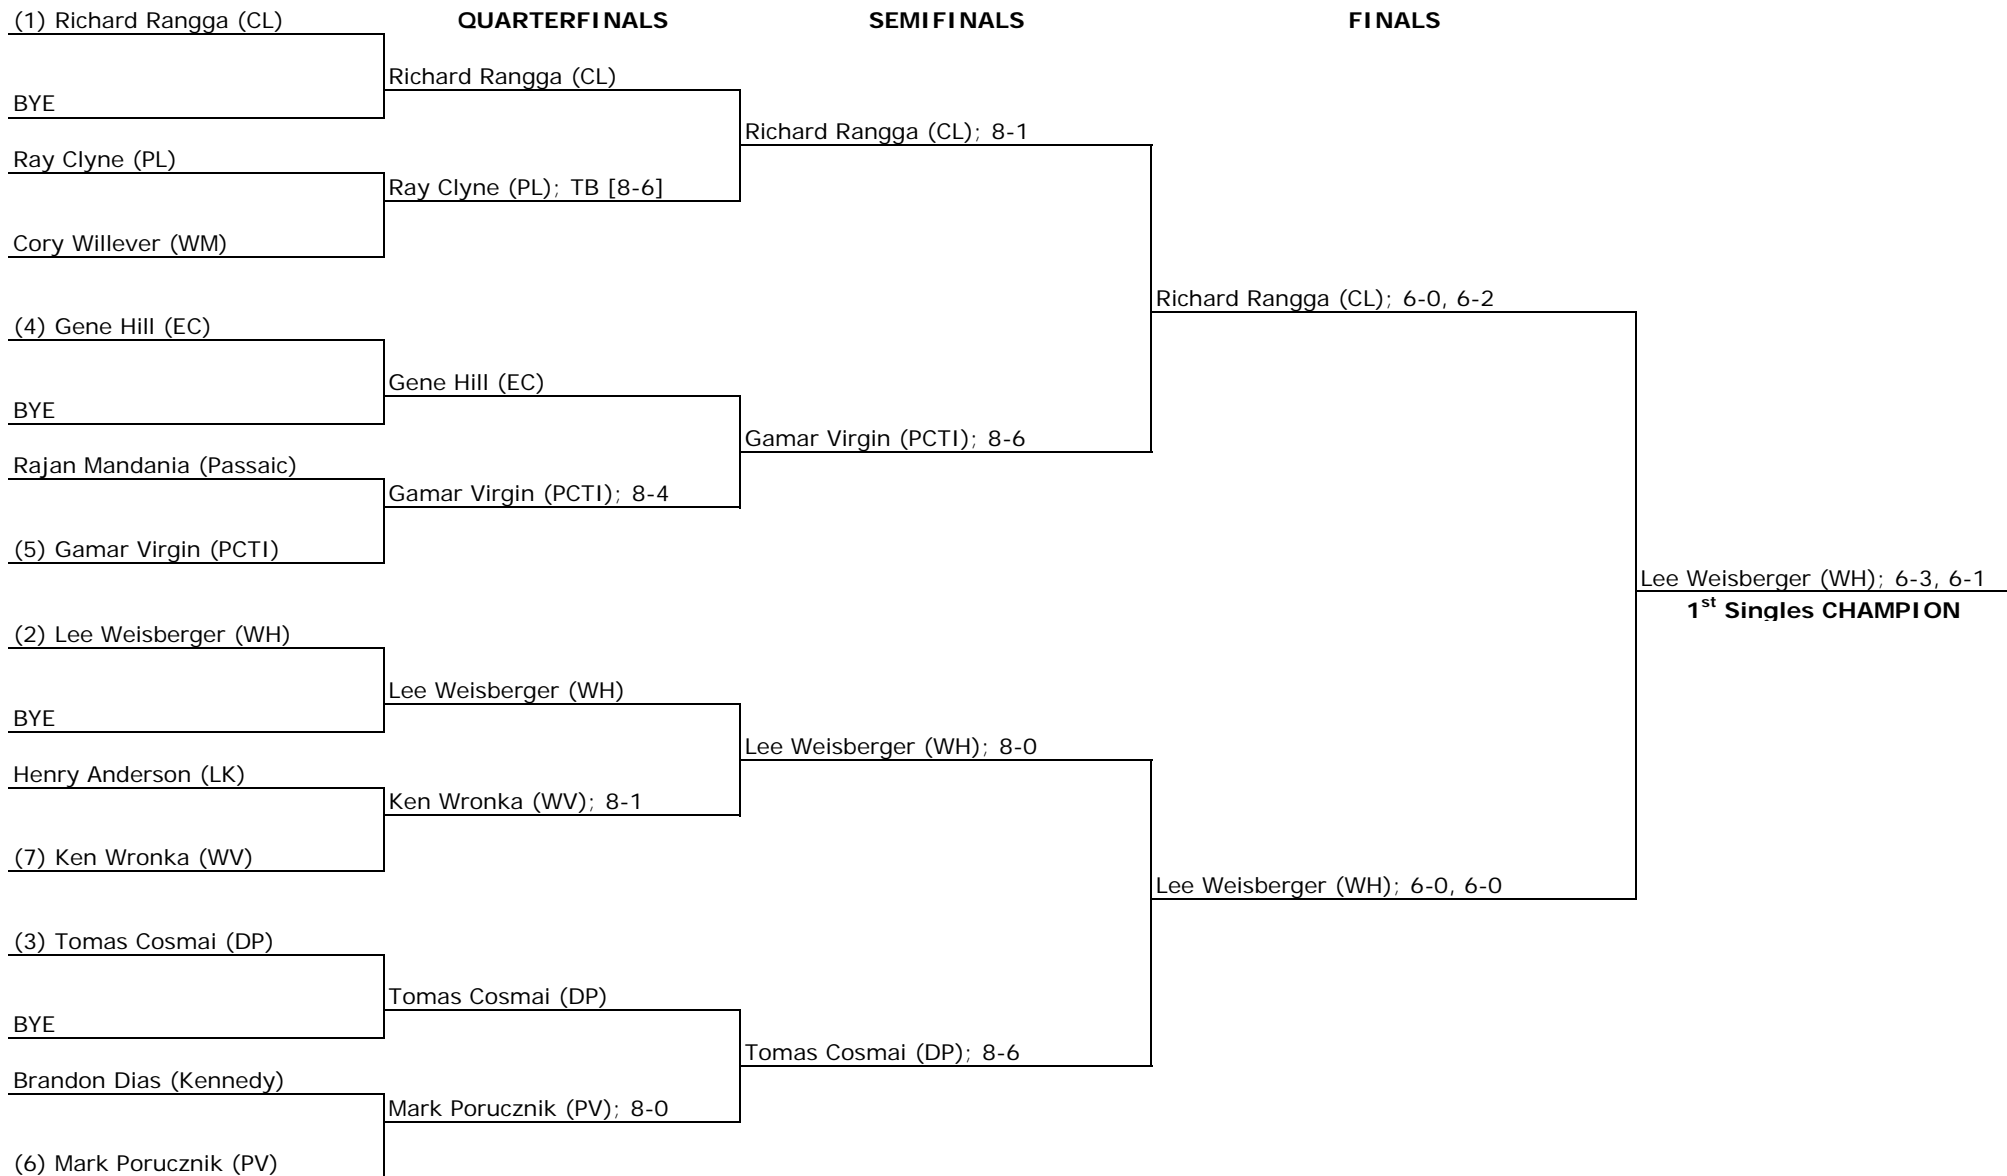 (1) Richard Rangga (CL)
QUARTERFINALS
SEMIFINALS
FINALS
Richard Rangga (CL)
BYE
Richard Rangga (CL); 8-1
Ray Clyne (PL)
Ray Clyne (PL); TB [8-6]
Cory Willever (WM)
Richard Rangga (CL); 6-0, 6-2
(4) Gene Hill (EC)
Gene Hill (EC)
BYE
Gamar Virgin (PCTI); 8-6
Rajan Mandania (Passaic)
Gamar Virgin (PCTI); 8-4
(5) Gamar Virgin (PCTI)
Lee Weisberger (WH); 6-3, 6-1
1st Singles CHAMPION
(2) Lee Weisberger (WH)
Lee Weisberger (WH)
BYE
Lee Weisberger (WH); 8-0
Henry Anderson (LK)
Ken Wronka (WV); 8-1
(7) Ken Wronka (WV)
Lee Weisberger (WH); 6-0, 6-0
(3) Tomas Cosmai (DP)
Tomas Cosmai (DP)
BYE
Tomas Cosmai (DP); 8-6
Brandon Dias (Kennedy)
Mark Porucznik (PV); 8-0
(6) Mark Porucznik (PV)